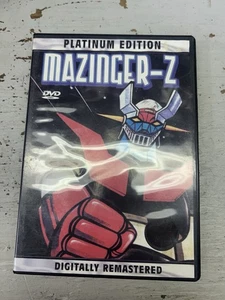 PLATINUM EDITION
MAZINGER-Z
DVD
DIGITALLY REMASTERED